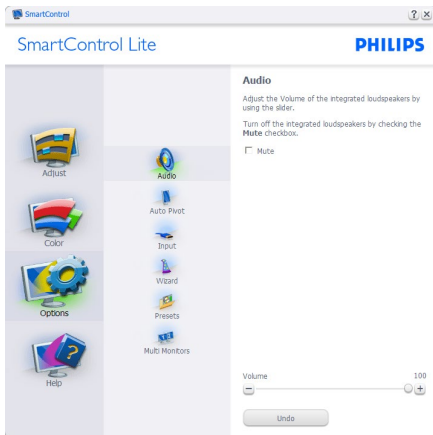 SmartControl
? ×
SmartControl Lite
PHILIPS
Adjust
Color
Options
Help
Audio
Auto Pivot
Input
Wizard
Presets
Multi Monitors
Audio
Adjust the Volume of the integrated loudspeakers by
using the slider.
Turn off the integrated loudspeakers by checking the
Mute checkbox.
Mute
Volume 100
Undo